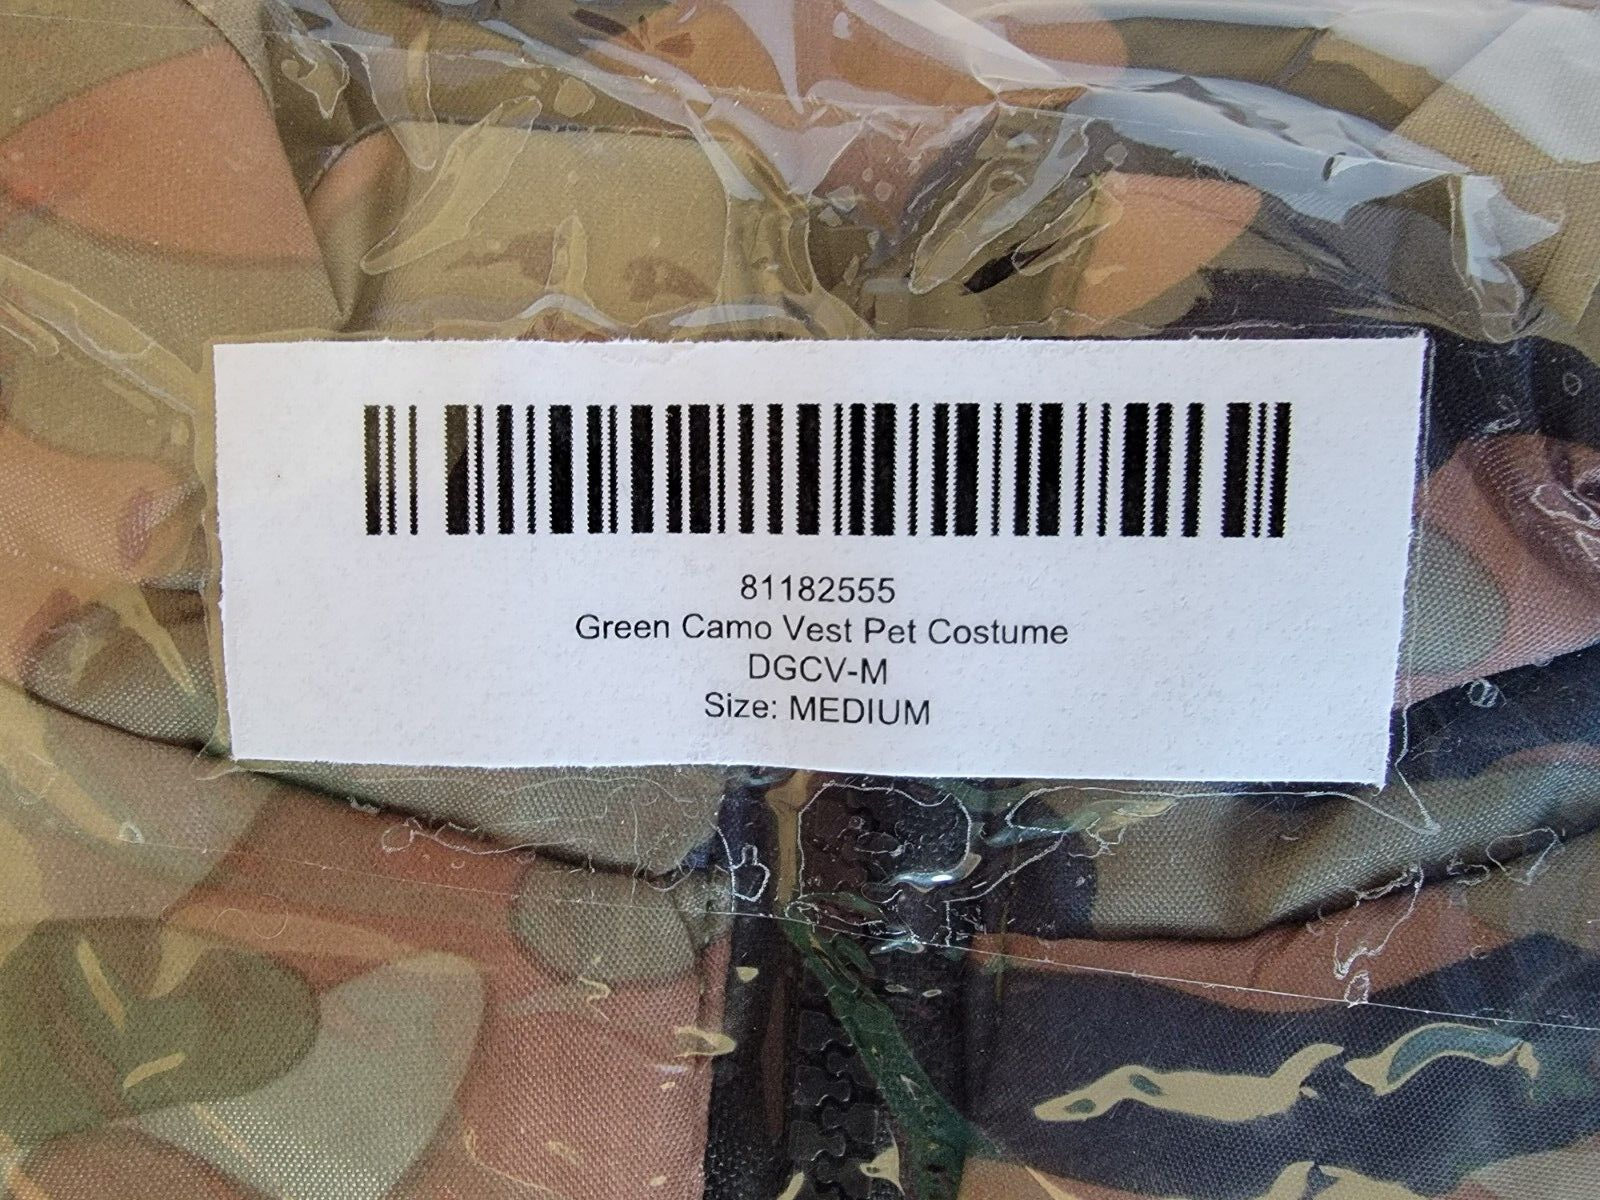 81182555
Green Camo Vest Pet Costume
DGCV-M
Size: MEDIUM